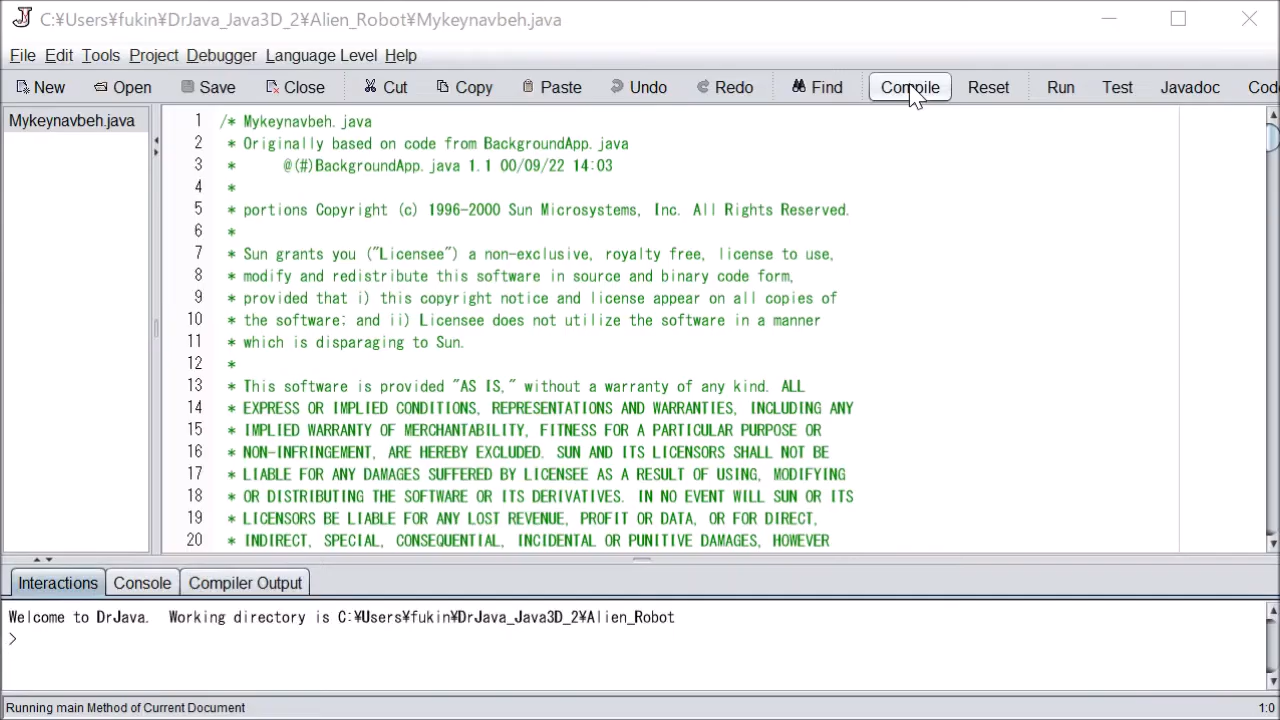 C:¥Users¥fukin¥DrJava_Java3D_2¥Alien_Robot¥Mykeynavbeh.java
File Edit Tools Project Debugger Language Level Help
New Open Save Close Cut Copy Paste Undo Redo Find Compile Reset Run Test Javadoc Cod
Mykeynavbeh.java
1 /* Mykeynavbeh.java
2 * Originally based on code from BackgroundApp.java
3 * @(#)BackgroundApp.java 1.1 00/09/22 14:03
4 *
5 * portions Copyright (c) 1996-2000 Sun Microsystems, Inc. All Rights Reserved.
6 *
7 * Sun grants you ("Licensee") a non-exclusive, royalty free, license to use,
8 * modify and redistribute this software in source and binary code form,
9 * provided that i) this copyright notice and license appear on all copies of
10 * the software; and ii) Licensee does not utilize the software in a manner
11 * which is disparaging to Sun.
12 *
13 * This software is provided "AS IS," without a warranty of any kind. ALL
14 * EXPRESS OR IMPLIED CONDITIONS, REPRESENTATIONS AND WARRANTIES, INCLUDING ANY
15 * IMPLIED WARRANTY OF MERCHANTABILITY, FITNESS FOR A PARTICULAR PURPOSE OR
16 * NON-INFRINGEMENT, ARE HEREBY EXCLUDED. SUN AND ITS LICENSORS SHALL NOT BE
17 * LIABLE FOR ANY DAMAGES SUFFERED BY LICENSEE AS A RESULT OF USING, MODIFYING
18 * OR DISTRIBUTING THE SOFTWARE OR ITS DERIVATIVES. IN NO EVENT WILL SUN OR ITS
19 * LICENSORS BE LIABLE FOR ANY LOST REVENUE, PROFIT OR DATA, OR FOR DIRECT,
20 * INDIRECT, SPECIAL, CONSEQUENTIAL, INCIDENTAL OR PUNITIVE DAMAGES, HOWEVER
Interactions Console Compiler Output
Welcome to DrJava.  Working directory is C:¥Users¥fukin¥DrJava_Java3D_2¥Alien_Robot
>
Running main Method of Current Document 1:0